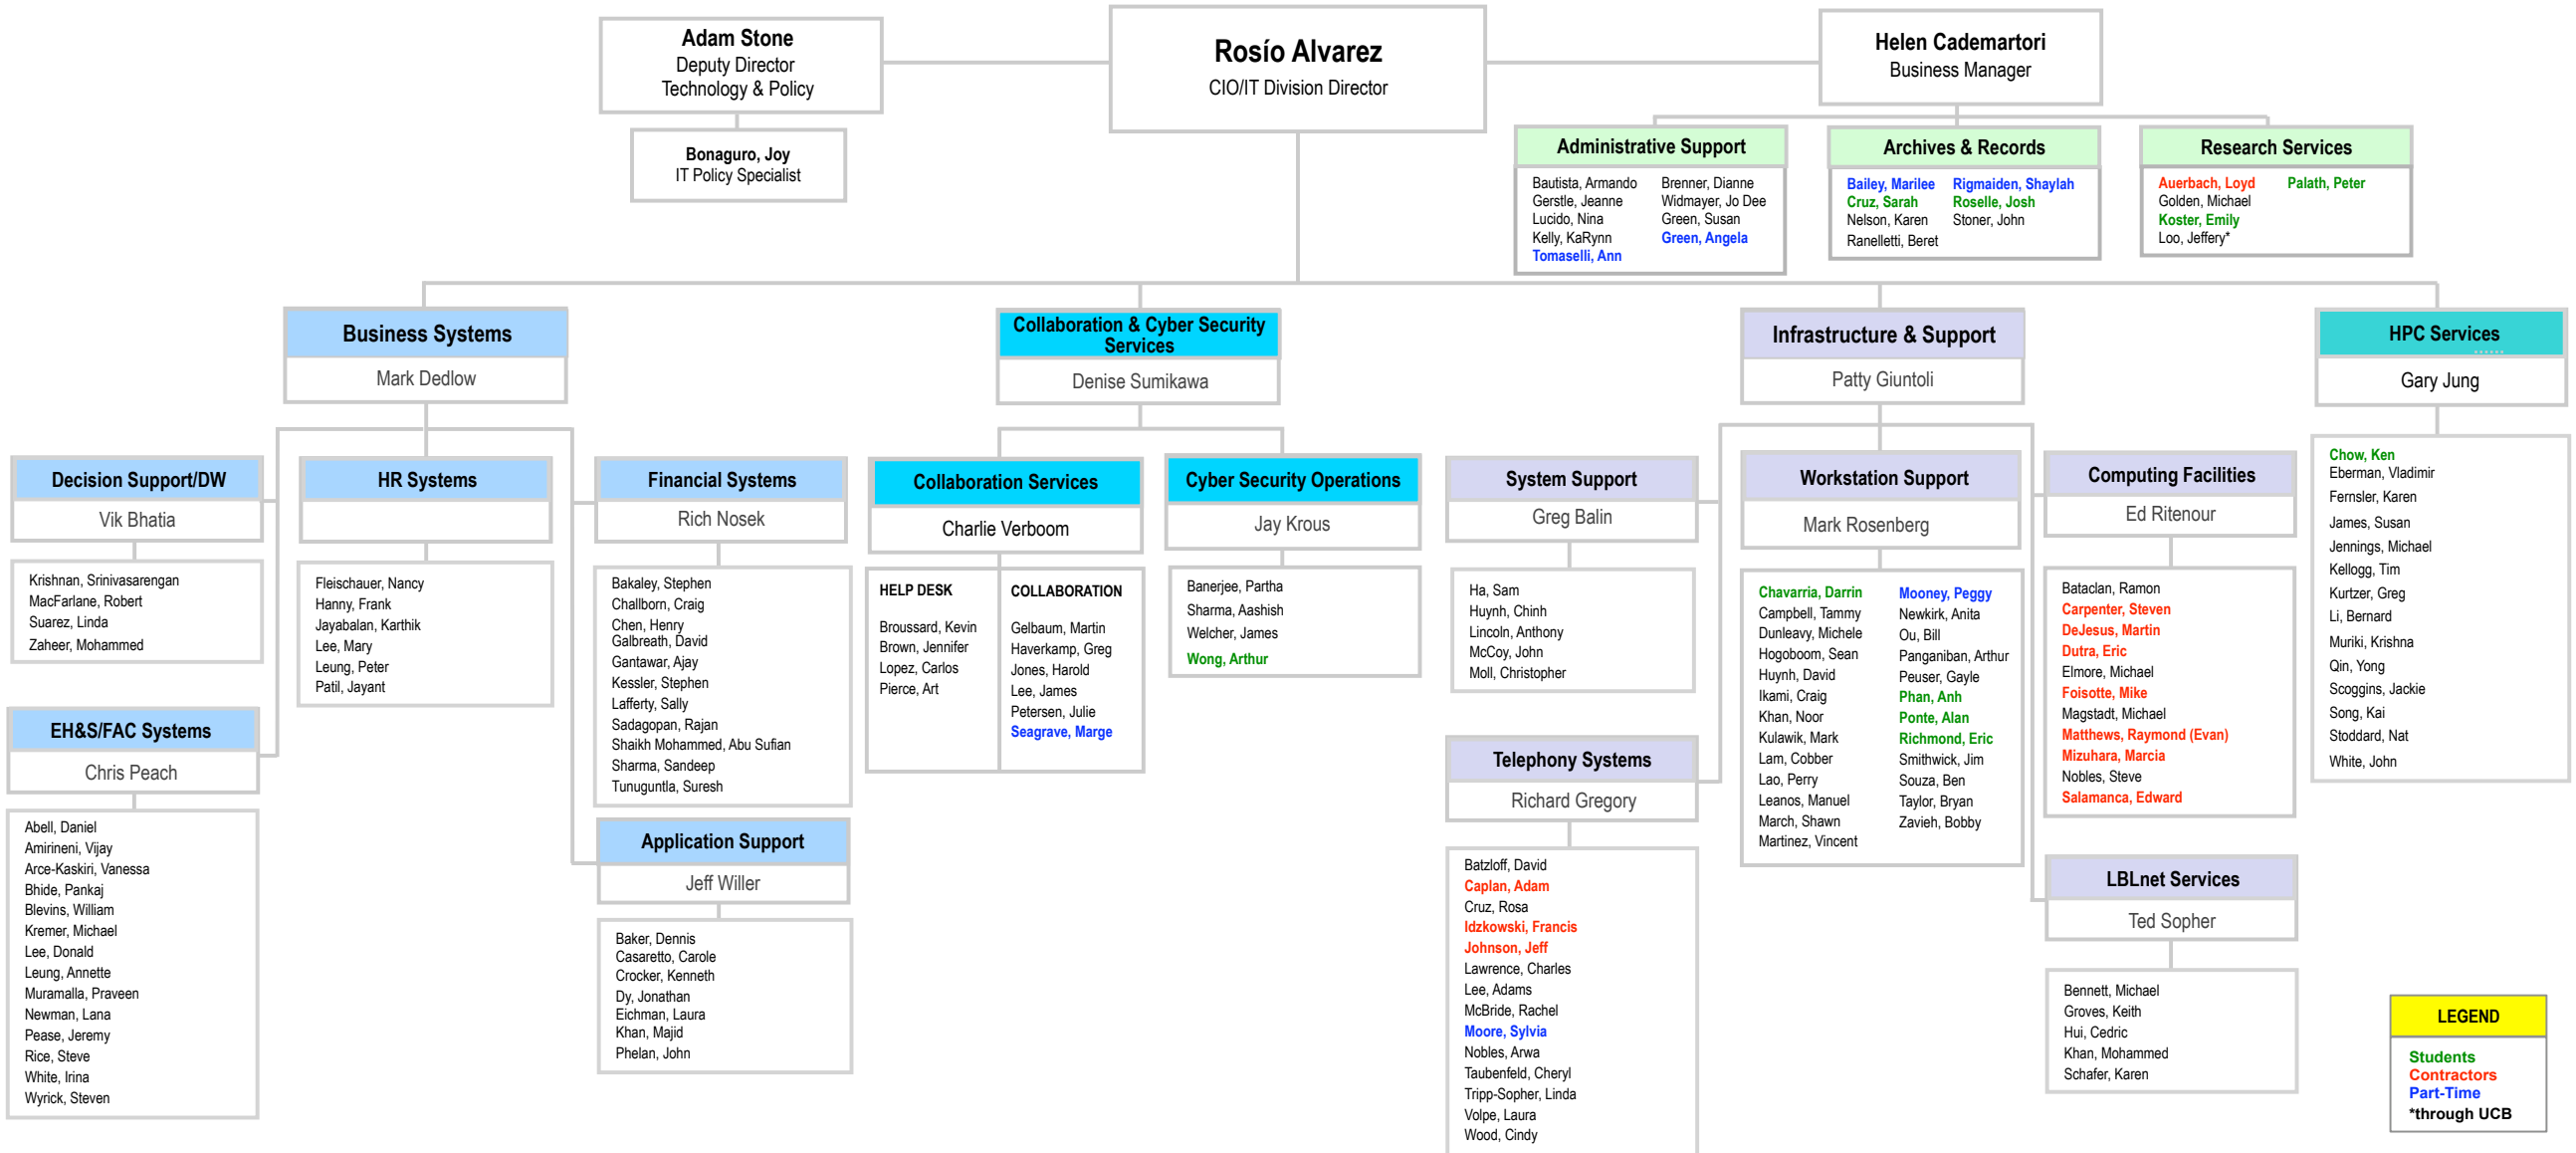 Adam Stone
Deputy Director
Technology & Policy
Bonaguro, Joy
IT Policy Specialist
Rosío Alvarez
CIO/IT Division Director
Helen Cademartori
Business Manager
Administrative Support
Bautista, Armando
Gerstle, Jeanne
Lucido, Nina
Kelly, KaRynn
Tomaselli, Ann
Brenner, Dianne
Widmayer, Jo Dee
Green, Susan
Green, Angela
Archives & Records
Bailey, Marilee
Cruz, Sarah
Nelson, Karen
Ranelletti, Beret
Rigmaiden, Shaylah
Roselle, Josh
Stoner, John
Research Services
Auerbach, Loyd
Golden, Michael
Koster, Emily
Loo, Jeffery*
Palath, Peter
Business Systems
Mark Dedlow
Decision Support/DW
Vik Bhatia
Krishnan, Srinivasarengan
MacFarlane, Robert
Suarez, Linda
Zaheer, Mohammed
EH&S/FAC Systems
Chris Peach
Abell, Daniel
Amirineni, Vijay
Arce-Kaskiri, Vanessa
Bhide, Pankaj
Blevins, William
Kremer, Michael
Lee, Donald
Leung, Annette
Muramalla, Praveen
Newman, Lana
Pease, Jeremy
Rice, Steve
White, Irina
Wyrick, Steven
HR Systems
Fleischauer, Nancy
Hanny, Frank
Jayabalan, Karthik
Lee, Mary
Leung, Peter
Patil, Jayant
Financial Systems
Rich Nosek
Bakaley, Stephen
Challborn, Craig
Chen, Henry
Galbreath, David
Gantawar, Ajay
Kessler, Stephen
Lafferty, Sally
Sadagopan, Rajan
Shaikh Mohammed, Abu Sufian
Sharma, Sandeep
Tunuguntla, Suresh
Application Support
Jeff Willer
Baker, Dennis
Casaretto, Carole
Crocker, Kenneth
Dy, Jonathan
Eichman, Laura
Khan, Majid
Phelan, John
Collaboration & Cyber Security
Services
Denise Sumikawa
Collaboration Services
Charlie Verboom
HELP DESK
Broussard, Kevin
Brown, Jennifer
Lopez, Carlos
Pierce, Art
COLLABORATION
Gelbaum, Martin
Haverkamp, Greg
Jones, Harold
Lee, James
Petersen, Julie
Seagrave, Marge
Cyber Security Operations
Jay Krous
Banerjee, Partha
Sharma, Aashish
Welcher, James
Wong, Arthur
Infrastructure & Support
Patty Giuntoli
System Support
Greg Balin
Ha, Sam
Huynh, Chinh
Lincoln, Anthony
McCoy, John
Moll, Christopher
Telephony Systems
Richard Gregory
Batzloff, David
Caplan, Adam
Cruz, Rosa
Idzkowski, Francis
Johnson, Jeff
Lawrence, Charles
Lee, Adams
McBride, Rachel
Moore, Sylvia
Nobles, Arwa
Taubenfeld, Cheryl
Tripp-Sopher, Linda
Volpe, Laura
Wood, Cindy
Workstation Support
Mark Rosenberg
Chavarria, Darrin
Campbell, Tammy
Dunleavy, Michele
Hogoboom, Sean
Huynh, David
Ikami, Craig
Khan, Noor
Kulawik, Mark
Lam, Cobber
Lao, Perry
Leanos, Manuel
March, Shawn
Martinez, Vincent
Mooney, Peggy
Newkirk, Anita
Ou, Bill
Panganiban, Arthur
Peuser, Gayle
Phan, Anh
Ponte, Alan
Richmond, Eric
Smithwick, Jim
Souza, Ben
Taylor, Bryan
Zavieh, Bobby
Computing Facilities
Ed Ritenour
Bataclan, Ramon
Carpenter, Steven
DeJesus, Martin
Dutra, Eric
Elmore, Michael
Foisotte, Mike
Magstadt, Michael
Matthews, Raymond (Evan)
Mizuhara, Marcia
Nobles, Steve
Salamanca, Edward
LBLnet Services
Ted Sopher
Bennett, Michael
Groves, Keith
Hui, Cedric
Khan, Mohammed
Schafer, Karen
HPC Services
Gary Jung
Chow, Ken
Eberman, Vladimir
Fernsler, Karen
James, Susan
Jennings, Michael
Kellogg, Tim
Kurtzer, Greg
Li, Bernard
Muriki, Krishna
Qin, Yong
Scoggins, Jackie
Song, Kai
Stoddard, Nat
White, John
LEGEND
Students
Contractors
Part-Time
*through UCB